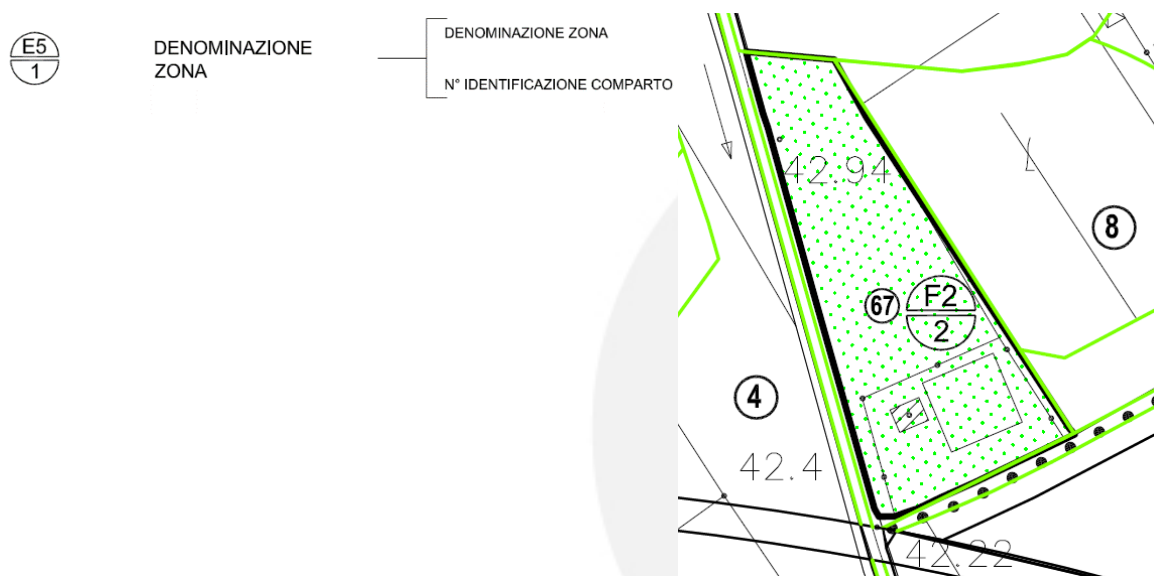 E5
1
DENOMINAZIONE
ZONA
DENOMINAZIONE ZONA
N° IDENTIFICAZIONE COMPARTO
42.94
8
67
F2
2
4
42.4
42.22